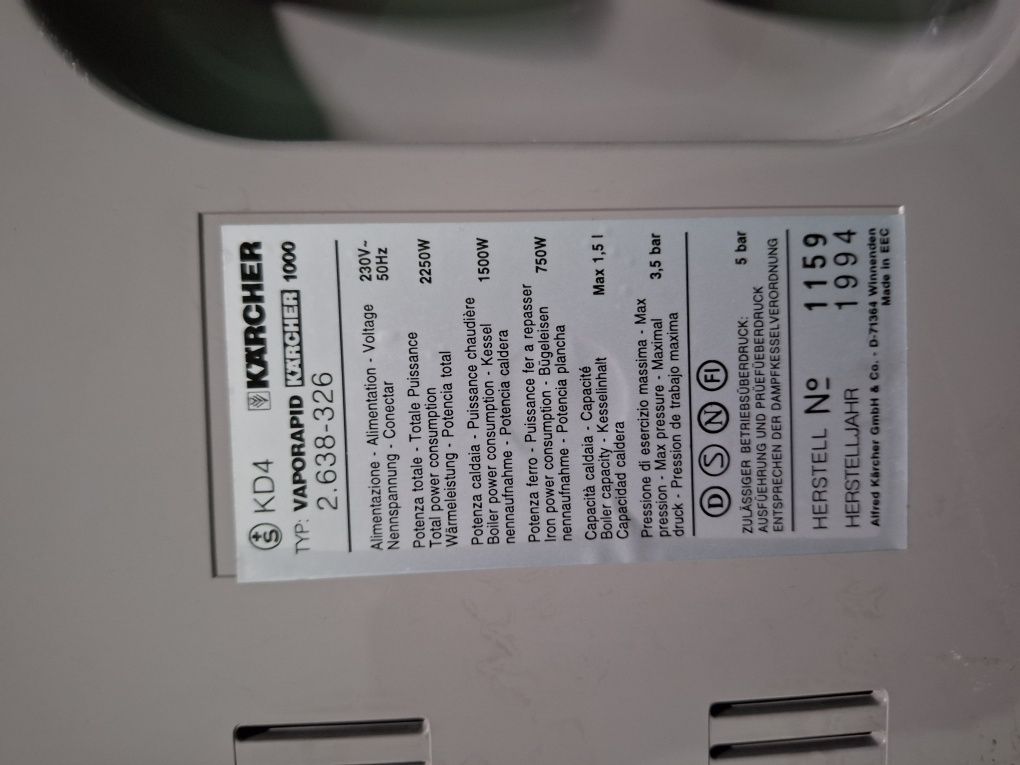 S+ KD4 KÄRCHER
TYP: VAPORAPID KÄRCHER 1000
2.638-326
Alimentazione - Alimentation - Voltage 230V~
Nennspannung - Conectar 50Hz
Potenza totale - Totale Puissance 2250W
Total power consumption
Wärmeleistung - Potencia total
Potenza caldaia - Puissance chaudière 1500W
Boiler power consumption - Kessel
nennaufnahme - Potencia caldera
Potenza ferro - Puissance fer a repasser 750W
Iron power consumption - Bügeleisen
nennaufnahme - Potencia plancha
Capacità caldaia - Capacité Max 1,5 l
Boiler capacity - Kesselinhalt
Capacidad caldera
Pressione di esercizio massima - Max 3,5 bar
pression - Max pressure - Maximal
druck - Pression de trabajo maxima
D S N FI
ZULÄSSIGER BETRIEBSÜBERDRUCK: 5 bar
AUSFÜEHRUNG UND PRÜEFÜEBERDRUCK
ENTSPRECHEN DER DAMPFKESSELVERORDNUNG
HERSTELL Nº 1159
HERSTELLJAHR 1994
Alfred Kärcher GmbH & Co. - D-71364 Winnenden
Made in EEC